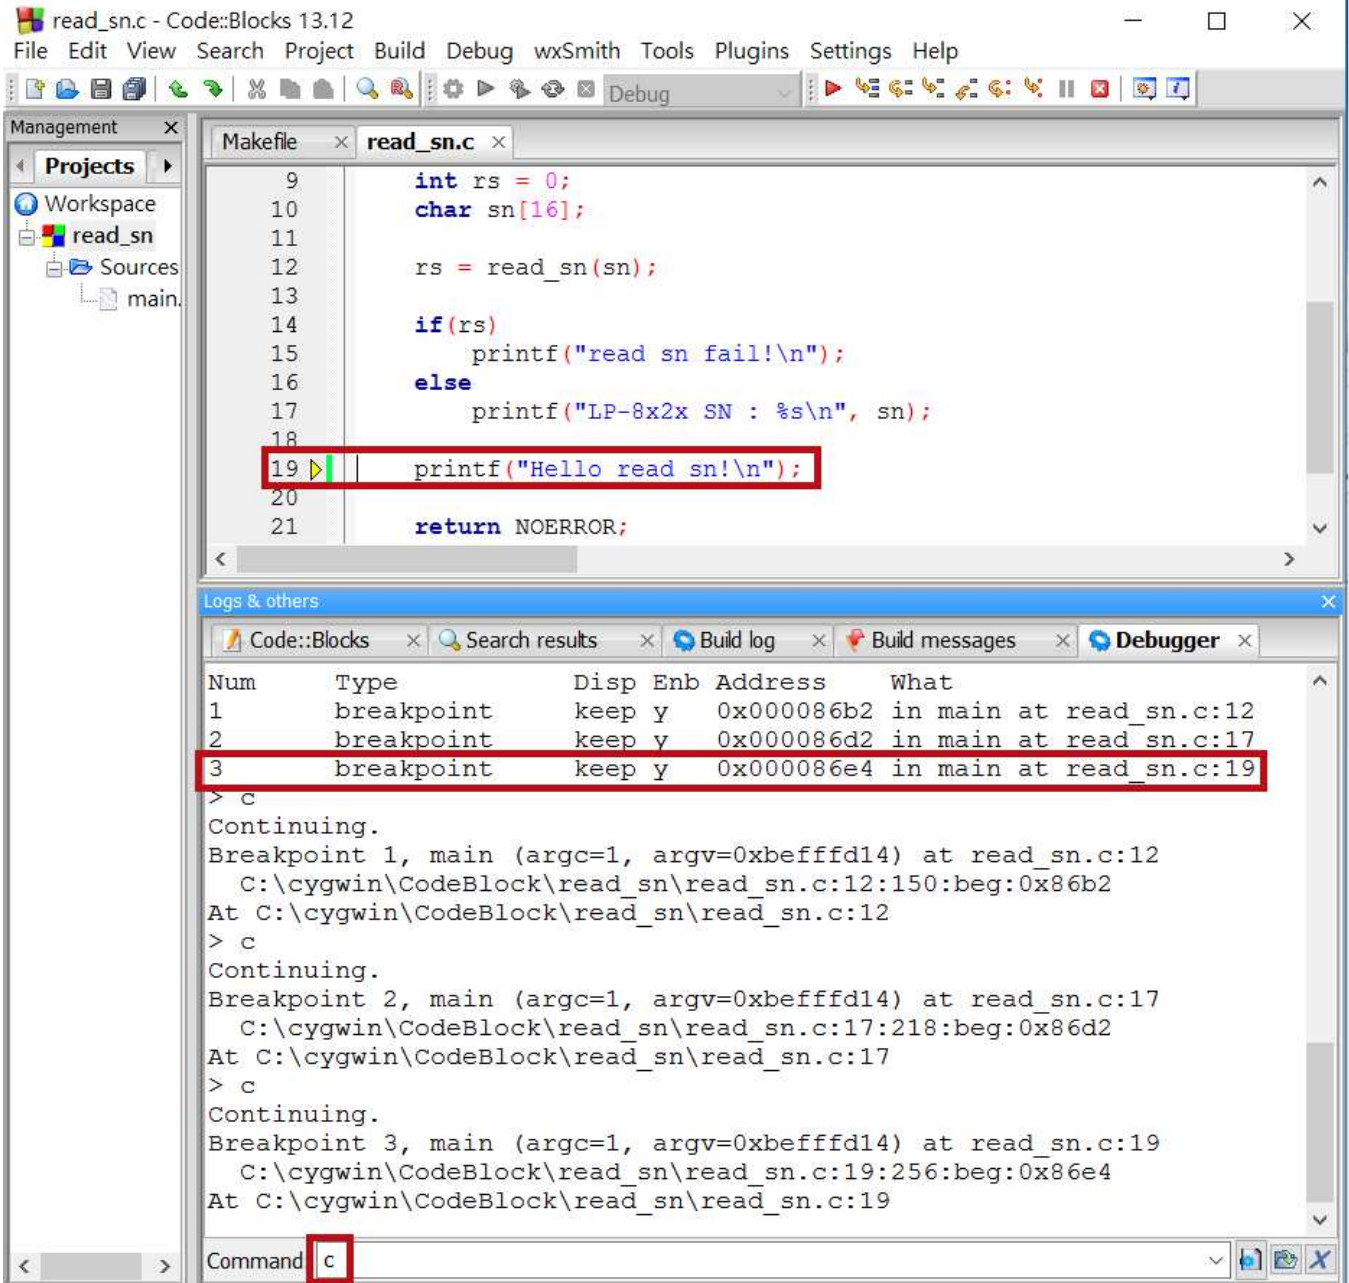 read_sn.c - Code::Blocks 13.12
File Edit View Search Project Build Debug wxSmith Tools Plugins Settings Help
Debug
Management
Projects
Workspace
read_sn
Sources
main.
Makefile
read_sn.c
9 int rs = 0;
10 char sn[16];
11
12 rs = read_sn(sn);
13
14 if(rs)
15 printf("read sn fail!\n");
16 else
17 printf("LP-8x2x SN : %s\n", sn);
18
19 printf("Hello read sn!\n");
20
21 return NOERROR;
Logs & others
Code::Blocks
Search results
Build log
Build messages
Debugger
Num Type Disp Enb Address What
1 breakpoint keep y 0x000086b2 in main at read_sn.c:12
2 breakpoint keep y 0x000086d2 in main at read_sn.c:17
3 breakpoint keep y 0x000086e4 in main at read_sn.c:19
> c
Continuing.
Breakpoint 1, main (argc=1, argv=0xbefffd14) at read_sn.c:12
C:\cygwin\CodeBlock\read_sn\read_sn.c:12:150:beg:0x86b2
At C:\cygwin\CodeBlock\read_sn\read_sn.c:12
> c
Continuing.
Breakpoint 2, main (argc=1, argv=0xbefffd14) at read_sn.c:17
C:\cygwin\CodeBlock\read_sn\read_sn.c:17:218:beg:0x86d2
At C:\cygwin\CodeBlock\read_sn\read_sn.c:17
> c
Continuing.
Breakpoint 3, main (argc=1, argv=0xbefffd14) at read_sn.c:19
C:\cygwin\CodeBlock\read_sn\read_sn.c:19:256:beg:0x86e4
At C:\cygwin\CodeBlock\read_sn\read_sn.c:19
Command: c